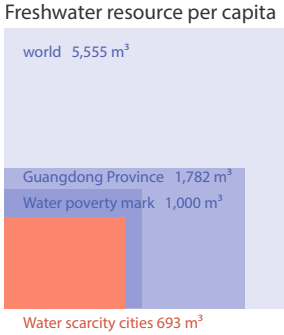 Freshwater resource per capita
world 5,555 m³
Guangdong Province 1,782 m³
Water poverty mark 1,000 m³
Water scarcity cities 693 m³